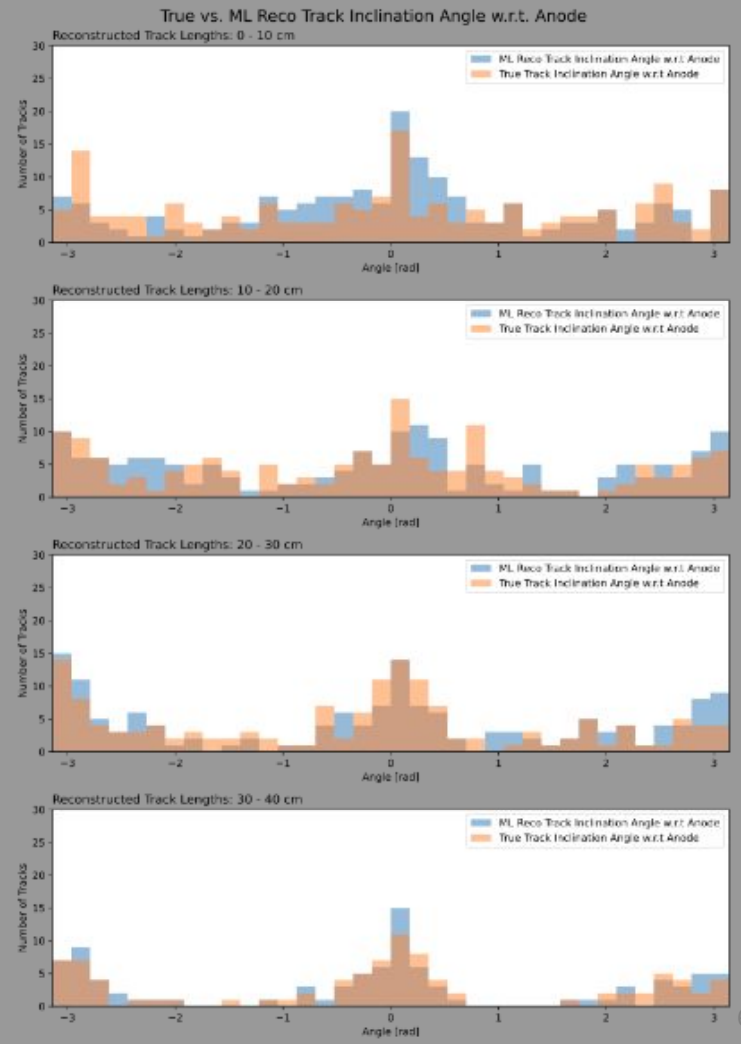 True vs. ML Reco Track Inclination Angle w.r.t. Anode
Reconstructed Track Lengths: 0 - 10 cm
30
25
20
15
10
5
0
Number of Tracks
ML Reco Track Inclination Angle w.r.t Anode
True Track Inclination Angle w.r.t Anode
−3 −2 −1 0 1 2 3
Angle [rad]
Reconstructed Track Lengths: 10 - 20 cm
30
25
20
15
10
5
0
Number of Tracks
ML Reco Track Inclination Angle w.r.t Anode
True Track Inclination Angle w.r.t Anode
−3 −2 −1 0 1 2 3
Angle [rad]
Reconstructed Track Lengths: 20 - 30 cm
30
25
20
15
10
5
0
Number of Tracks
ML Reco Track Inclination Angle w.r.t Anode
True Track Inclination Angle w.r.t Anode
−3 −2 −1 0 1 2 3
Angle [rad]
Reconstructed Track Lengths: 30 - 40 cm
30
25
20
15
10
5
0
Number of Tracks
ML Reco Track Inclination Angle w.r.t Anode
True Track Inclination Angle w.r.t Anode
−3 −2 −1 0 1 2 3
Angle [rad]